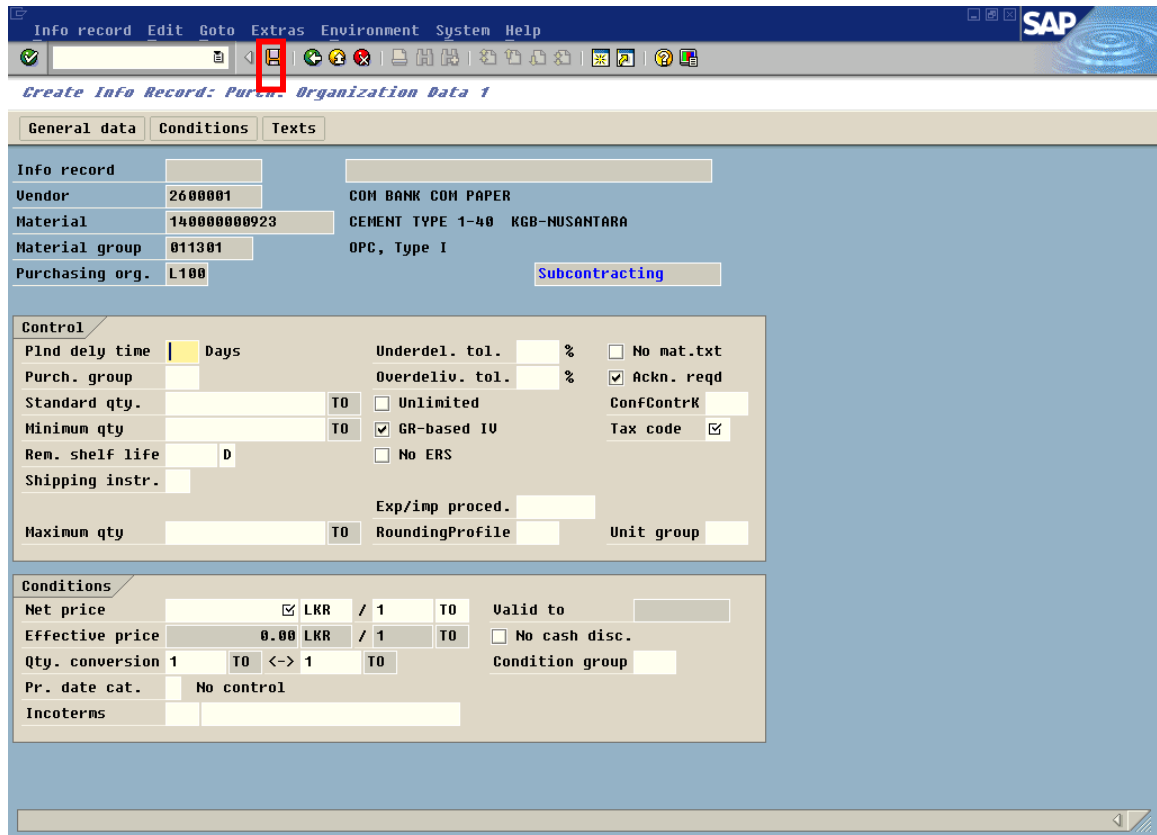 Info record Edit Goto Extras Environment System Help
SAP
Create Info Record: Purch. Organization Data 1
General data Conditions Texts
Info record
Vendor 2600001 COM BANK COM PAPER
Material 140000000923 CEMENT TYPE 1-40 KGB-NUSANTARA
Material group 011301 OPC, Type I
Purchasing org. L100 Subcontracting
Control
Plnd dely time Days Underdel. tol. % No mat.txt
Purch. group Overdeliv. tol. % Ackn. reqd
Standard qty. TO Unlimited ConfContrK
Minimum qty TO GR-based IV Tax code
Rem. shelf life D No ERS
Shipping instr.
Exp/imp proced.
Maximum qty TO RoundingProfile Unit group
Conditions
Net price LKR / 1 TO Valid to
Effective price 0.00 LKR / 1 TO No cash disc.
Qty. conversion 1 TO <-> 1 TO Condition group
Pr. date cat. No control
Incoterms